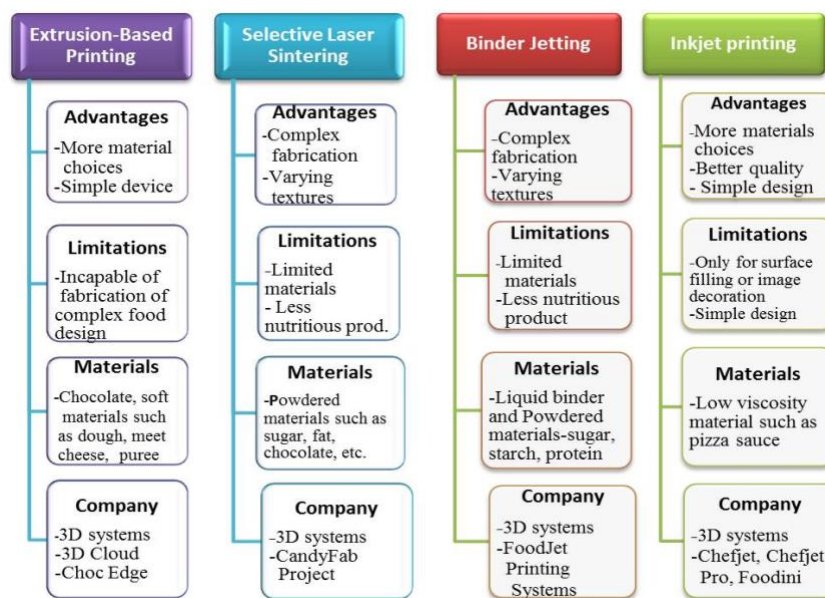 Extrusion-Based
Printing
Advantages
-More material
choices
-Simple device
Limitations
-Incapable of
fabrication of
complex food
design
Materials
-Chocolate, soft
materials such
as dough, meet
cheese, puree
Company
-3D systems
-3D Cloud
-Choc Edge
Selective Laser
Sintering
Advantages
-Complex
fabrication
-Varying
textures
Limitations
-Limited
materials
- Less
nutritious prod.
Materials
-Powdered
materials such as
sugar, fat,
chocolate, etc.
Company
-3D systems
-CandyFab
Project
Binder Jetting
Advantages
-Complex
fabrication
-Varying
textures
Limitations
-Limited
materials
-Less nutritious
product
Materials
-Liquid binder
and Powdered
materials-sugar,
starch, protein
Company
-3D systems
-FoodJet
Printing
Systems
Inkjet printing
Advantages
-More materials
choices
-Better quality
- Simple design
Limitations
-Only for surface
filling or image
decoration
-Simple design
Materials
-Low viscosity
material such as
pizza sauce
Company
-3D systems
-Chefjet, Chefjet
Pro, Foodini